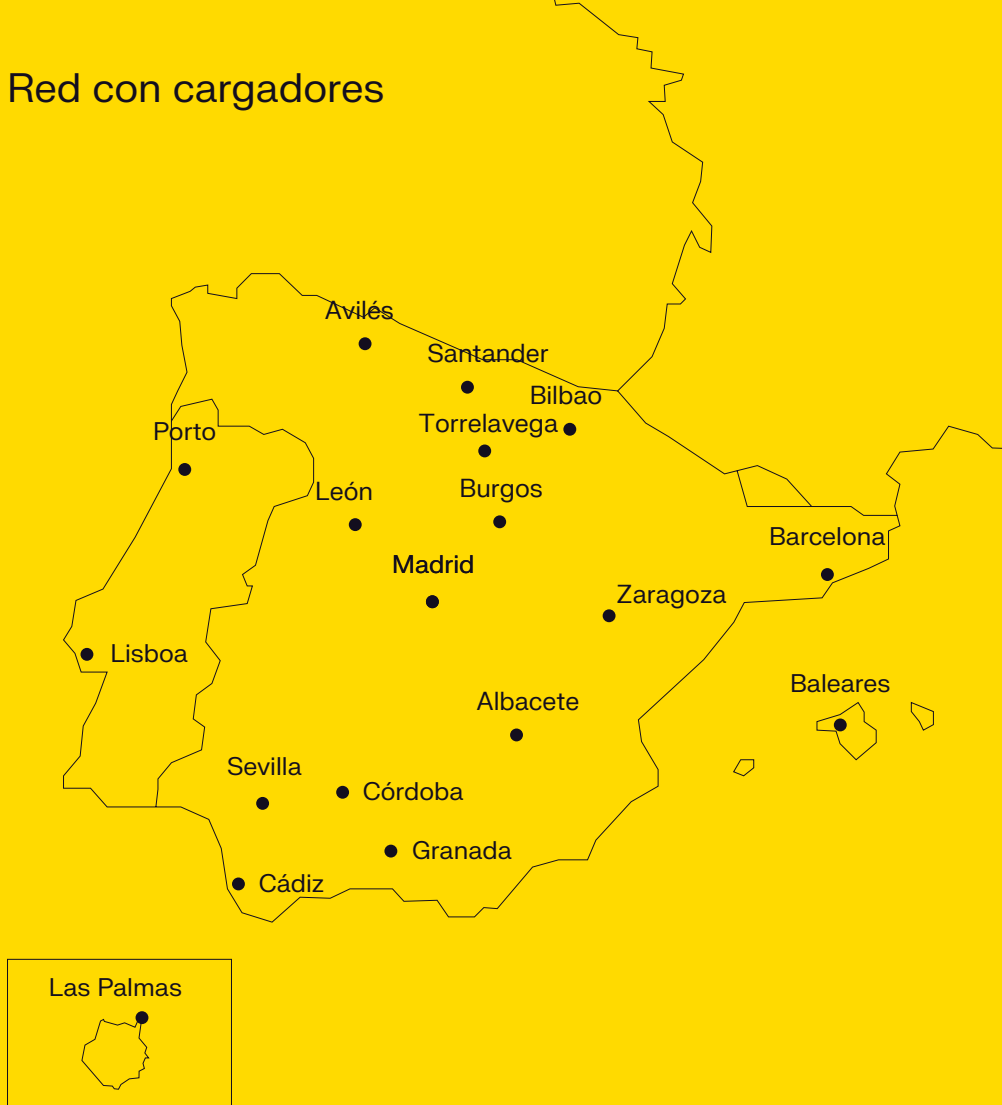 Red con cargadores
Avilés
Santander
Bilbao
Torrelavega
Porto
León
Burgos
Barcelona
Madrid
Zaragoza
Lisboa
Baleares
Albacete
Sevilla
Córdoba
Granada
Cádiz
Las Palmas